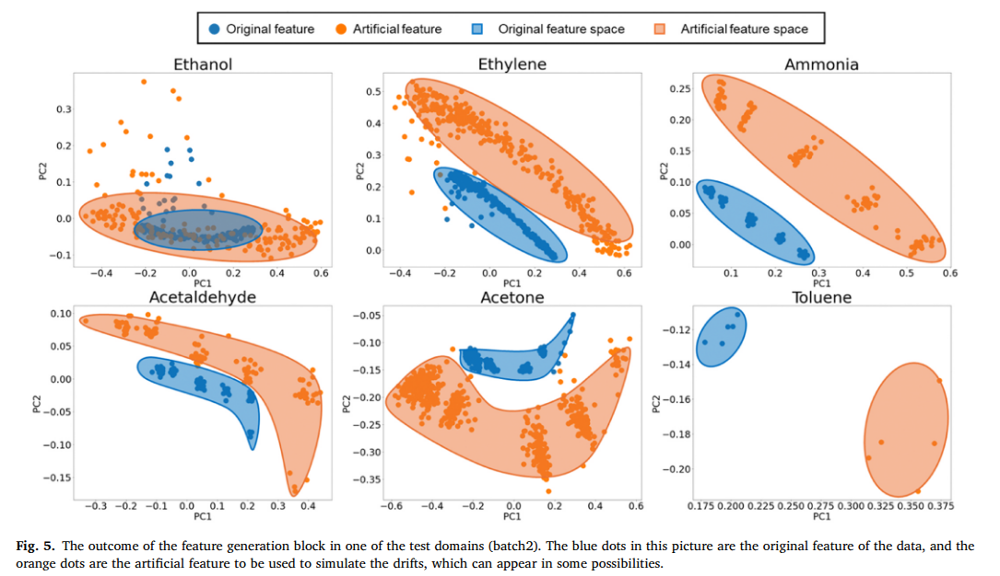 Original feature Artificial feature Original feature space Artificial feature space
Ethanol
PC2
0.3
0.2
0.1
0.0
−0.1
−0.4 −0.2 0.0 0.2 0.4 0.6
PC1
Ethylene
PC2
0.5
0.4
0.3
0.2
0.1
0.0
−0.4 −0.2 0.0 0.2 0.4 0.6
PC1
Ammonia
PC2
0.25
0.20
0.15
0.10
0.05
0.00
0.1 0.2 0.3 0.4 0.5 0.6
PC1
Acetaldehyde
PC2
0.10
0.05
0.00
−0.05
−0.10
−0.15
−0.3 −0.2 −0.1 0.0 0.1 0.2 0.3 0.4
PC1
Acetone
PC2
−0.05
−0.10
−0.15
−0.20
−0.25
−0.30
−0.35
−0.6 −0.4 −0.2 0.0 0.2 0.4 0.6
PC1
Toluene
PC2
−0.12
−0.14
−0.16
−0.18
−0.20
0.175 0.200 0.225 0.250 0.275 0.300 0.325 0.350 0.375
PC1
Fig. 5. The outcome of the feature generation block in one of the test domains (batch2). The blue dots in this picture are the original feature of the data, and the
orange dots are the artificial feature to be used to simulate the drifts, which can appear in some possibilities.